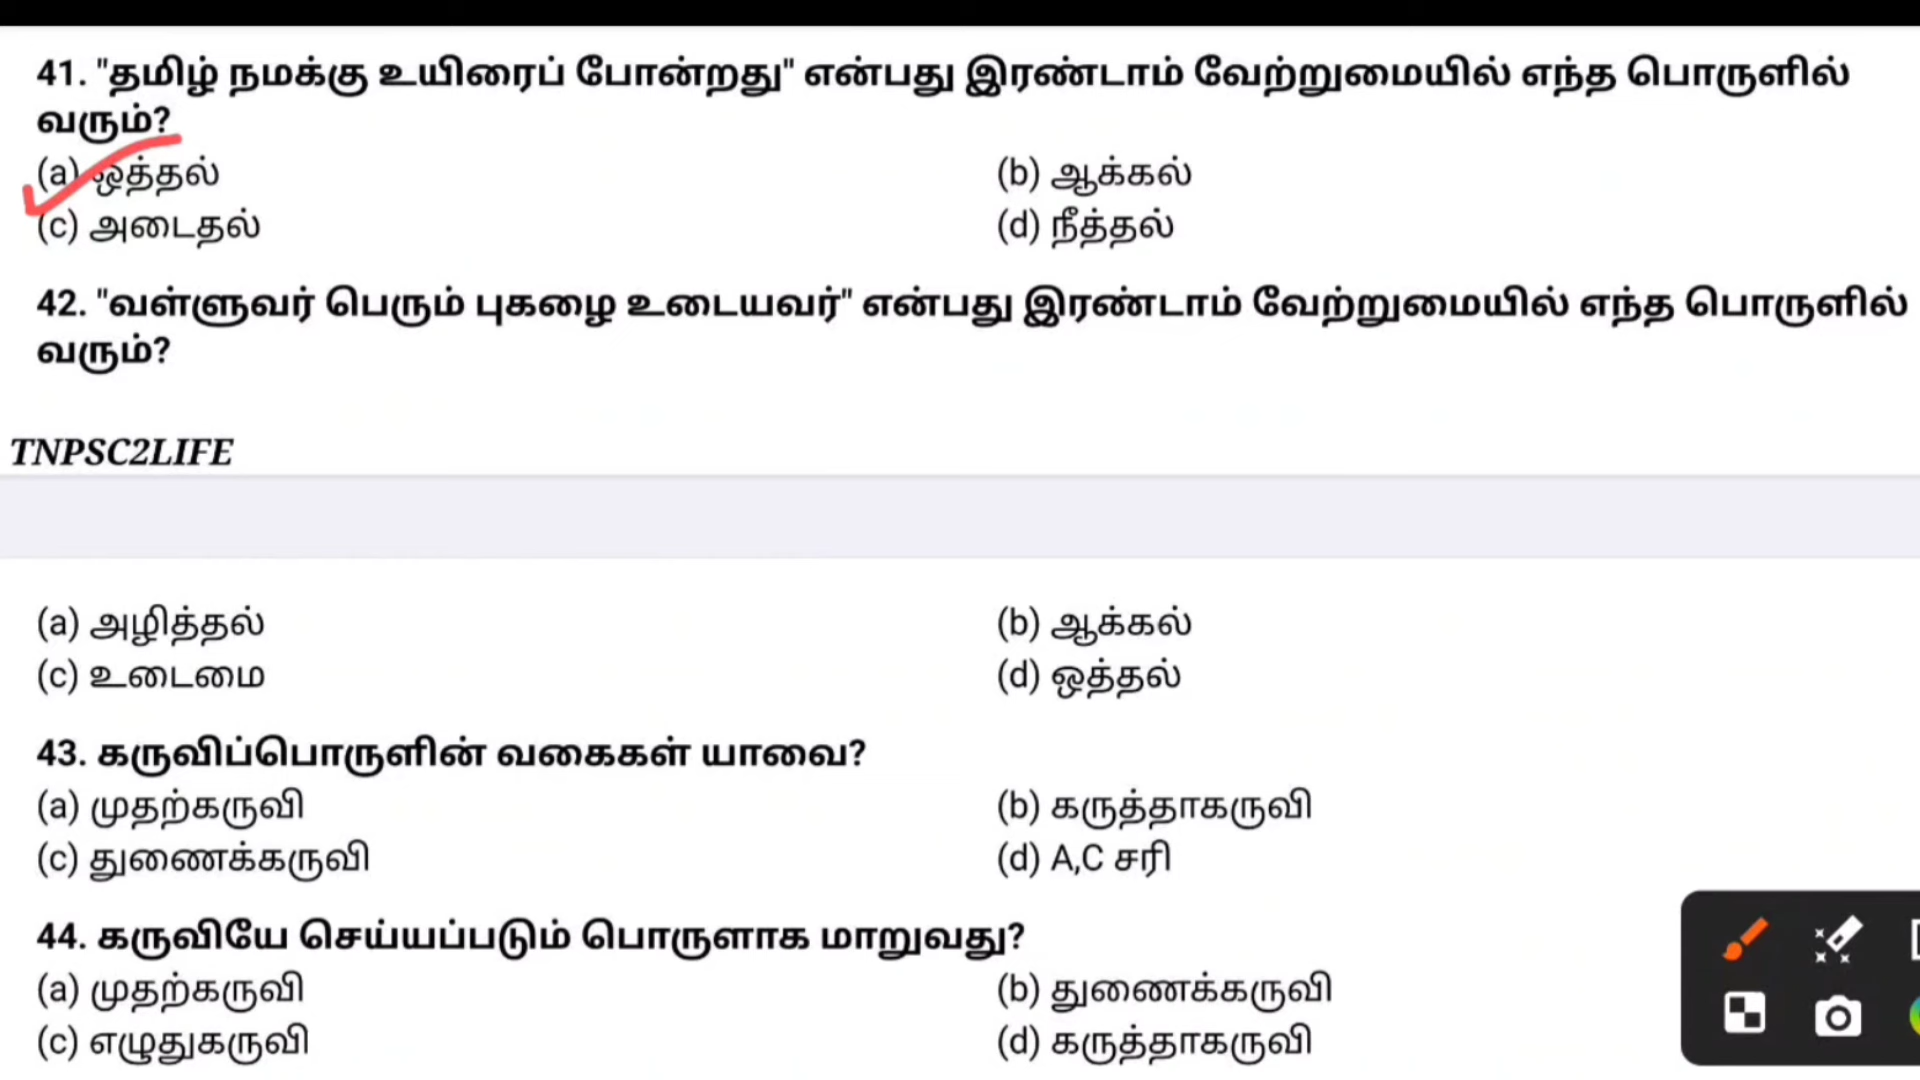 41. "தமிழ் நமக்கு உயிரைப் போன்றது" என்பது இரண்டாம் வேற்றுமையில் எந்த பொருளில்
வரும்?
(a) ஒத்தல்
(b) ஆக்கல்
(c) அடைதல்
(d) நீத்தல்
42. "வள்ளுவர் பெரும் புகழை உடையவர்" என்பது இரண்டாம் வேற்றுமையில் எந்த பொருளில்
வரும்?
TNPSC2LIFE
(a) அழித்தல்
(b) ஆக்கல்
(c) உடைமை
(d) ஒத்தல்
43. கருவிப்பொருளின் வகைகள் யாவை?
(a) முதற்கருவி
(b) கருத்தாகருவி
(c) துணைக்கருவி
(d) A,C சரி
44. கருவியே செய்யப்படும் பொருளாக மாறுவது?
(a) முதற்கருவி
(b) துணைக்கருவி
(c) எழுதுகருவி
(d) கருத்தாகருவி